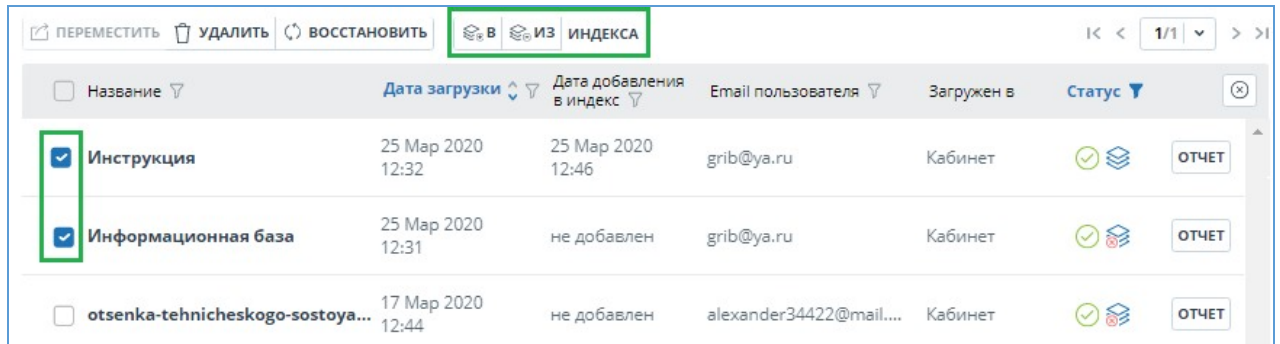 ПЕРЕМЕСТИТЬ УДАЛИТЬ ВОССТАНОВИТЬ В ИЗ ИНДЕКСА 1/1
Название Дата загрузки Дата добавления в индекс Email пользователя Загружен в Статус
Инструкция 25 Мар 2020 12:32 25 Мар 2020 12:46 grib@ya.ru Кабинет ОТЧЕТ
Информационная база 25 Мар 2020 12:31 не добавлен grib@ya.ru Кабинет ОТЧЕТ
otsenka-tehnicheskogo-sostoya... 17 Мар 2020 12:44 не добавлен alexander34422@mail.... Кабинет ОТЧЕТ